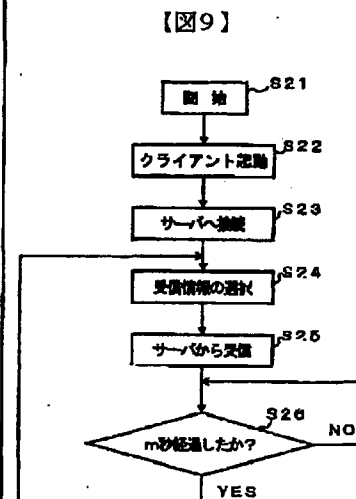 【図9】
開 始
S21
クライアント起動
S22
サーバへ接続
S23
受信情報の選択
S24
サーバから受信
S25
m秒経過したか?
S26
NO
YES